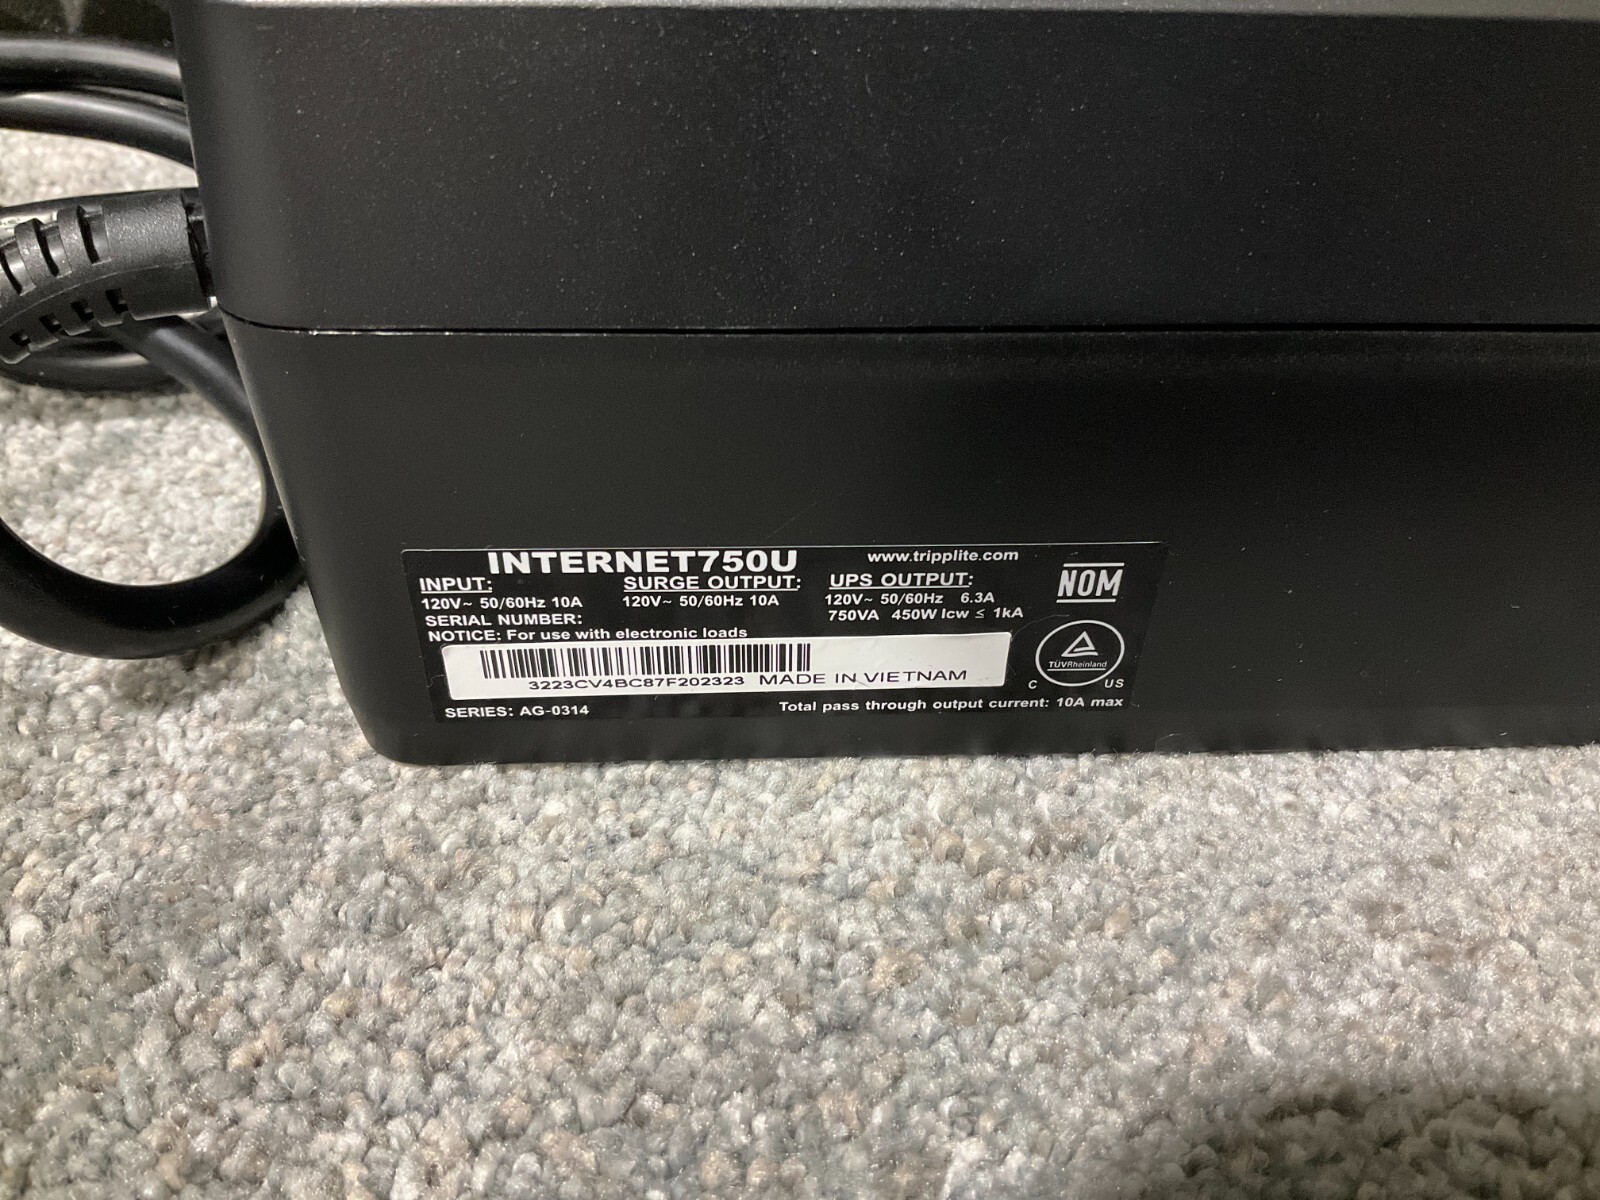 INTERNET750U www.tripplite.com
INPUT: SURGE OUTPUT: UPS OUTPUT:
120V~ 50/60Hz 10A 120V~ 50/60Hz 10A 120V~ 50/60Hz 6.3A
SERIAL NUMBER: 750VA 450W Icw ≤ 1kA
NOTICE: For use with electronic loads
3223CV4BC87F202323 MADE IN VIETNAM
SERIES: AG-0314 Total pass through output current: 10A max
NOM
TÜVRheinland
C US